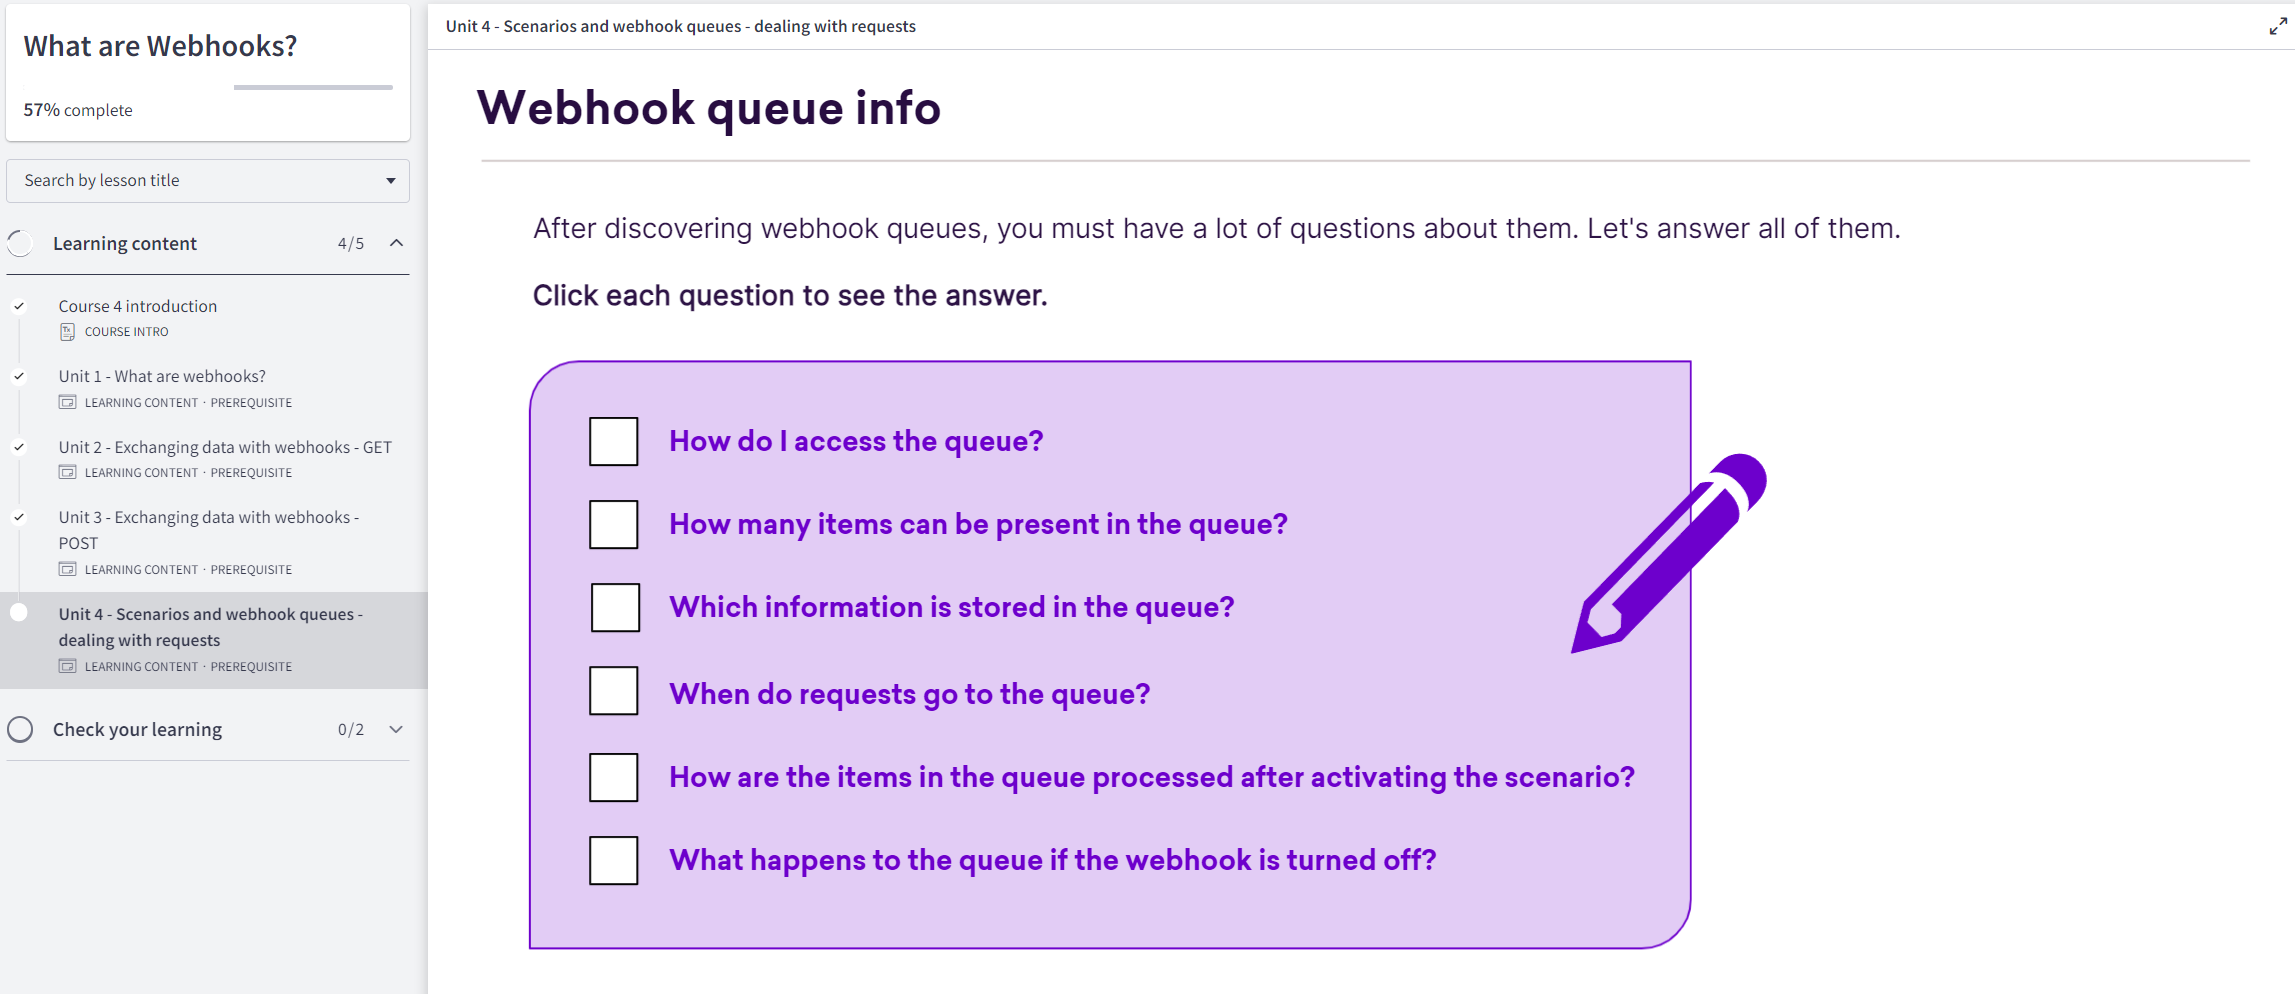 What are Webhooks?
57% complete
Search by lesson title
Learning content 4/5
Course 4 introduction
COURSE INTRO
Unit 1 - What are webhooks?
LEARNING CONTENT · PREREQUISITE
Unit 2 - Exchanging data with webhooks - GET
LEARNING CONTENT · PREREQUISITE
Unit 3 - Exchanging data with webhooks -
POST
LEARNING CONTENT · PREREQUISITE
Unit 4 - Scenarios and webhook queues -
dealing with requests
LEARNING CONTENT · PREREQUISITE
Check your learning 0/2
Unit 4 - Scenarios and webhook queues - dealing with requests
Webhook queue info
After discovering webhook queues, you must have a lot of questions about them. Let's answer all of them.
Click each question to see the answer.
How do I access the queue?
How many items can be present in the queue?
Which information is stored in the queue?
When do requests go to the queue?
How are the items in the queue processed after activating the scenario?
What happens to the queue if the webhook is turned off?